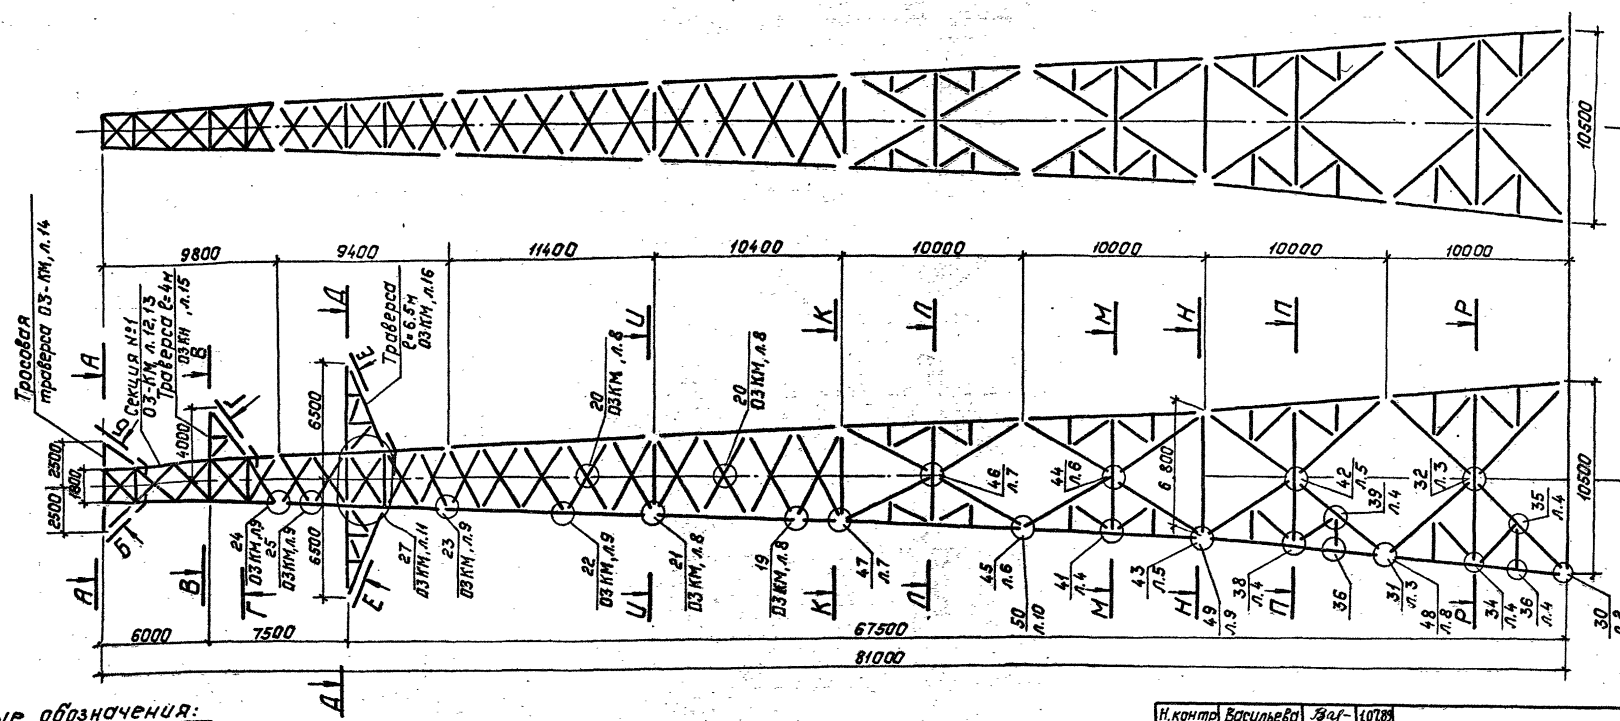 10500
9800
9400
11400
10400
10000
10000
10000
10000
Тросовая
траверса 03-КМ, л.14
А
Б
Секция №1
03-КМ л.12,13
Траверса ℓ=4м
03КМ, л.15
В
Г
Д
Е
Траверса
ℓ=6.5м
03КМ, л.16
И
К
Л
М
Н
П
Р
2500
1800
2500
4000
6500
6500
6 800
10500
20
03КМ, л.8
20
03КМ, л.8
46
л.7
44
л.6
42
л.5
39
л.4
32
л.3
35
л.4
А
Б
В
Г
24
03КМ, л.9
25
03КМ, л.9
Е
27
03КМ, л.11
23
03КМ, л.9
22
03КМ, л.9
И
21
03КМ, л.8
19
03КМ, л.8
К
47
л.7
Л
45
л.6
50
л.10
41
л.4
М
43
л.5
Н
49
л.9
38
л.4
П
36
31
л.3
48
л.8
Р
34
л.4
36
л.4
30
6000
7500
67500
81000
Д
обозначения:
Н.контр Васильева